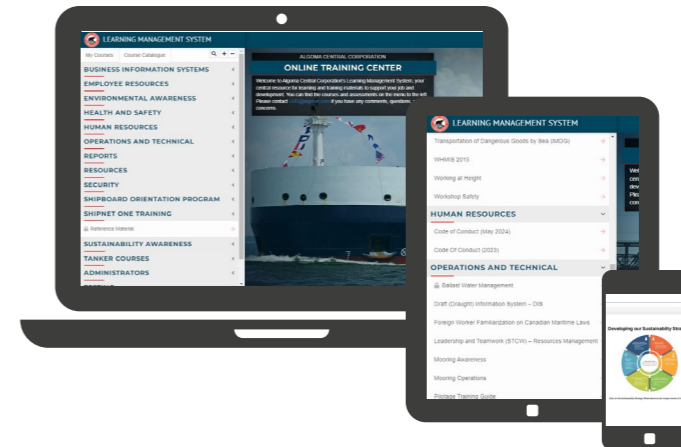 LEARNING MANAGEMENT SYSTEM
My Courses Course Catalogue
BUSINESS INFORMATION SYSTEMS
EMPLOYEE RESOURCES
ENVIRONMENTAL AWARENESS
HEALTH AND SAFETY
HUMAN RESOURCES
OPERATIONS AND TECHNICAL
REPORTS
RESOURCES
SECURITY
SHIPBOARD ORIENTATION PROGRAM
SHIPNET ONE TRAINING
Reference Material
SUSTAINABILITY AWARENESS
TANKER COURSES
ADMINISTRATORS
ALGOMA CENTRAL CORPORATION
ONLINE TRAINING CENTER
Welcome to Algoma Central Corporation's Learning Management System, your
central resource for learning and training materials to support your job and
development. You can find the courses and assessments on the menu to the left.
Please contact if you have any comments, questions,
concerns.
LEARNING MANAGEMENT SYSTEM
Transportation of Dangerous Goods by Sea (IMDG)
WHMIS 2015
Working at Height
Workshop Safety
HUMAN RESOURCES
Code of Conduct (May 2024)
Code Of Conduct (2023)
OPERATIONS AND TECHNICAL
Ballast Water Management
Draft (Draught) Information System – DIS
Foreign Worker Familiarization on Canadian Maritime Laws
Leadership and Teamwork (STCW) – Resources Management
Mooring Awareness
Mooring Operations
Pilotage Training Guide
Developing our Sustainability Stra